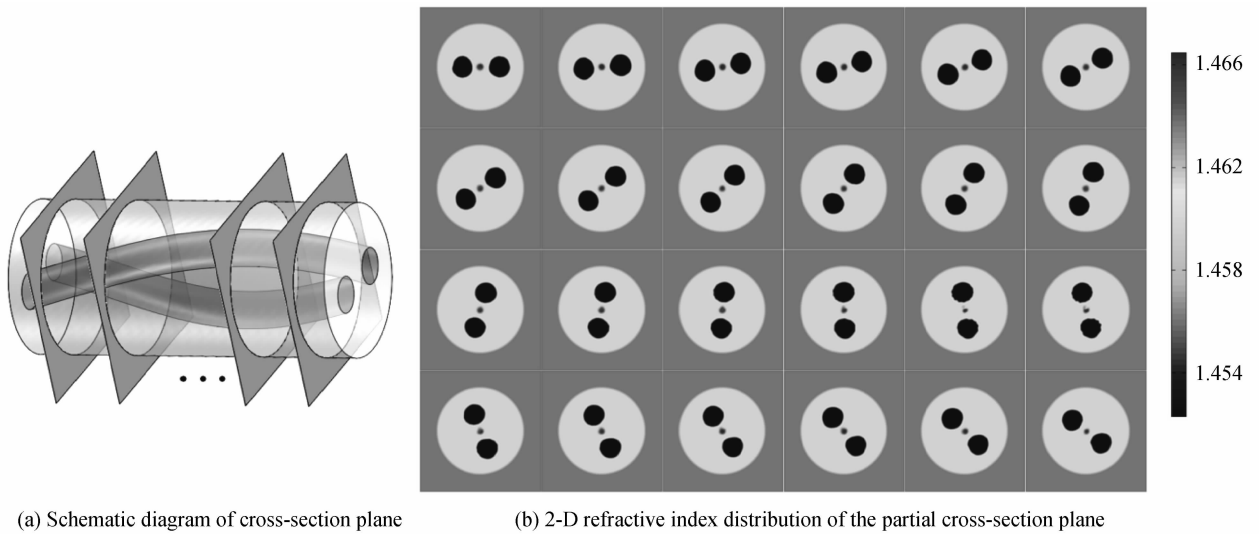 1.466
1.462
1.458
1.454
(a) Schematic diagram of cross-section plane
(b) 2-D refractive index distribution of the partial cross-section plane